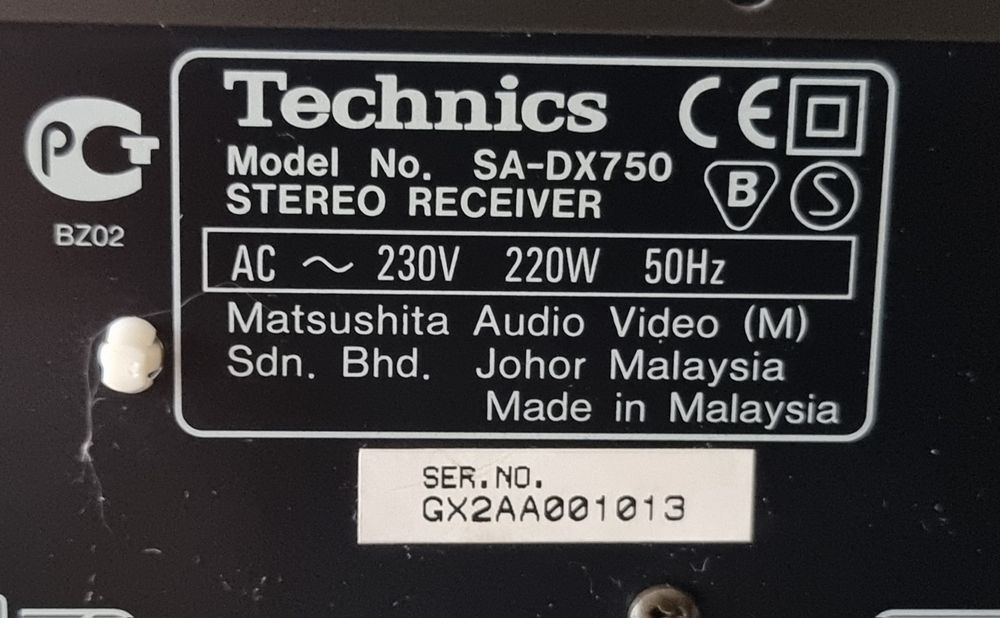 Technics CE
Model No. SA-DX750
STEREO RECEIVER B S
PCT
BZ02
AC ~ 230V 220W 50Hz
Matsushita Audio Video (M)
Sdn. Bhd. Johor Malaysia
Made in Malaysia
SER.NO.
GX2AA001013